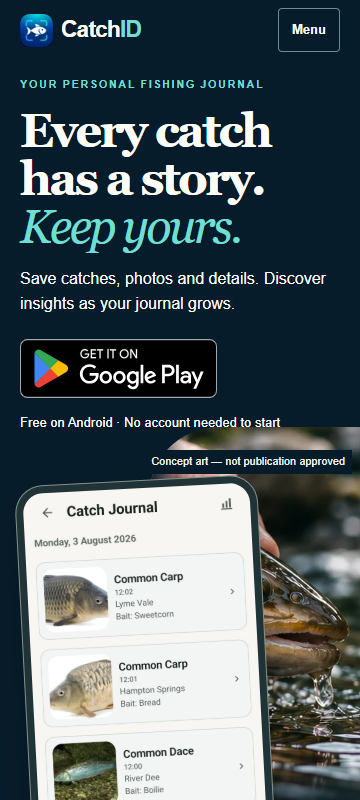 CatchID
Menu
YOUR PERSONAL FISHING JOURNAL
Every catch
has a story.
Keep yours.
Save catches, photos and details. Discover
insights as your journal grows.
GET IT ON
Google Play
Free on Android · No account needed to start
Concept art — not publication approved
Catch Journal
Monday, 3 August 2026
Common Carp
12:02
Lyme Vale
Bait: Sweetcorn
Common Carp
12:01
Hampton Springs
Bait: Bread
Common Dace
12:00
River Dee
Bait: Boilie